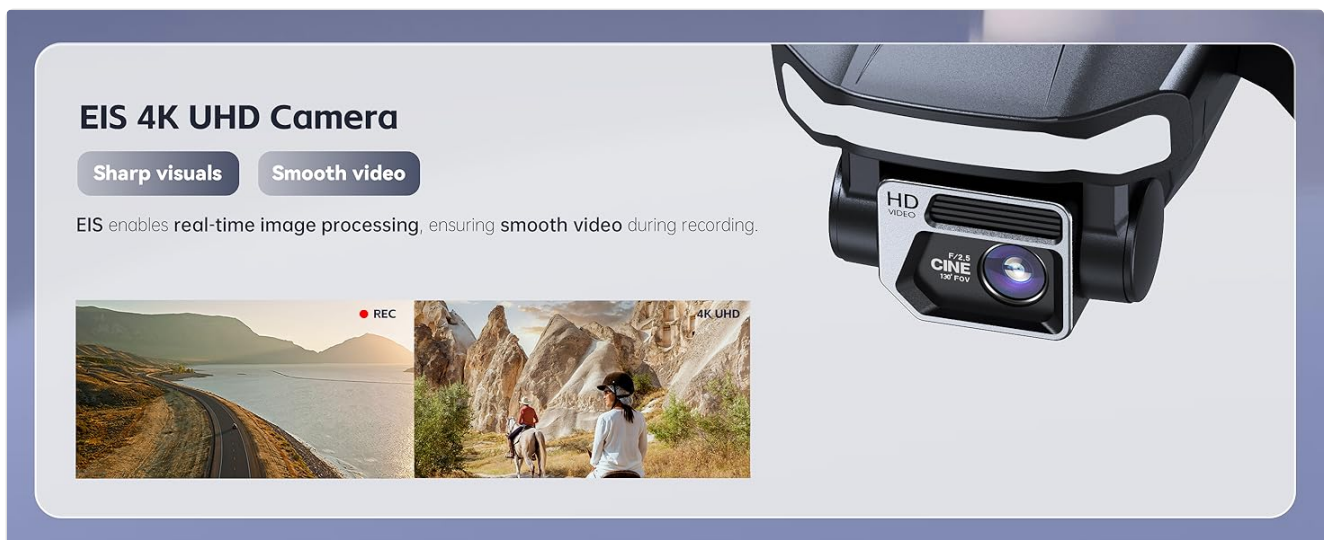 EIS 4K UHD Camera
Sharp visuals
Smooth video
EIS enables real-time image processing, ensuring smooth video during recording.
REC
4K UHD
HD
VIDEO
F/2.5
CINE
130° FOV